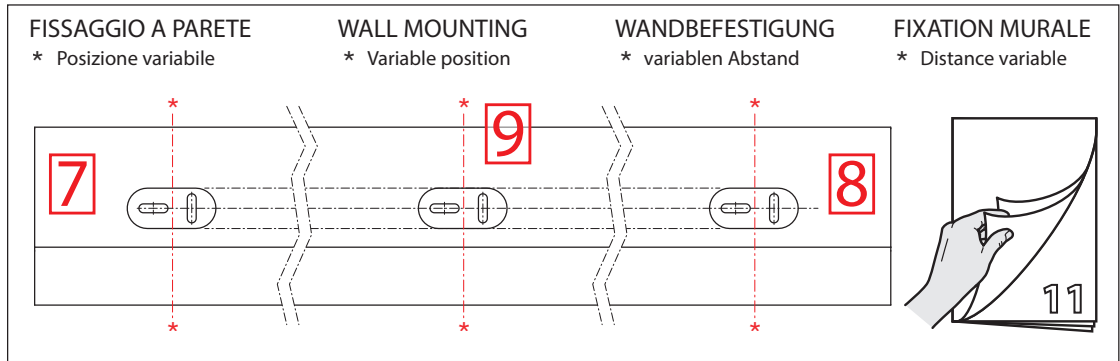 FISSAGGIO A PARETE
* Posizione variabile
WALL MOUNTING
* Variable position
WANDBEFESTIGUNG
* variablen Abstand
FIXATION MURALE
* Distance variable
* * *
7 9 8
* * *
11